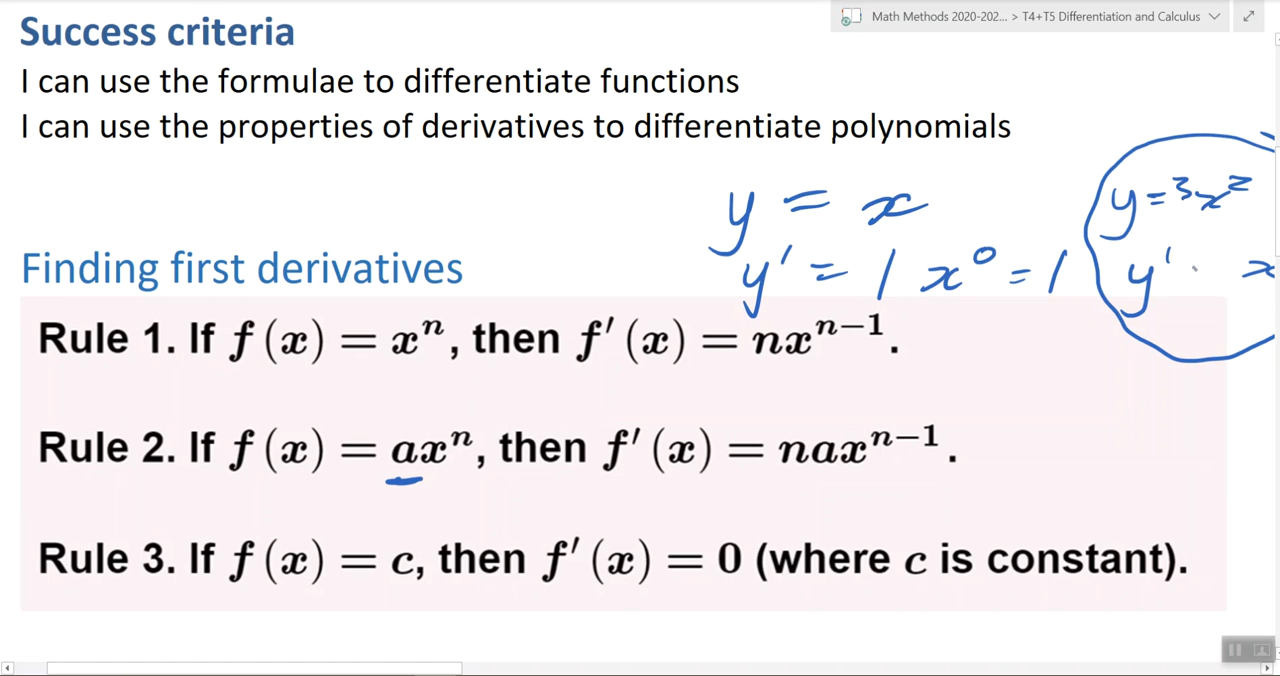 Math Methods 2020-202... > T4+T5 Differentiation and Calculus
Success criteria
I can use the formulae to differentiate functions
I can use the properties of derivatives to differentiate polynomials
y = x
y' = 1 x⁰ = 1
y = 3x²
y' x
Finding first derivatives
Rule 1. If f (x) = xⁿ, then f′ (x) = nxⁿ⁻¹.
Rule 2. If f (x) = axⁿ, then f′ (x) = naxⁿ⁻¹.
Rule 3. If f (x) = c, then f′ (x) = 0 (where c is constant).